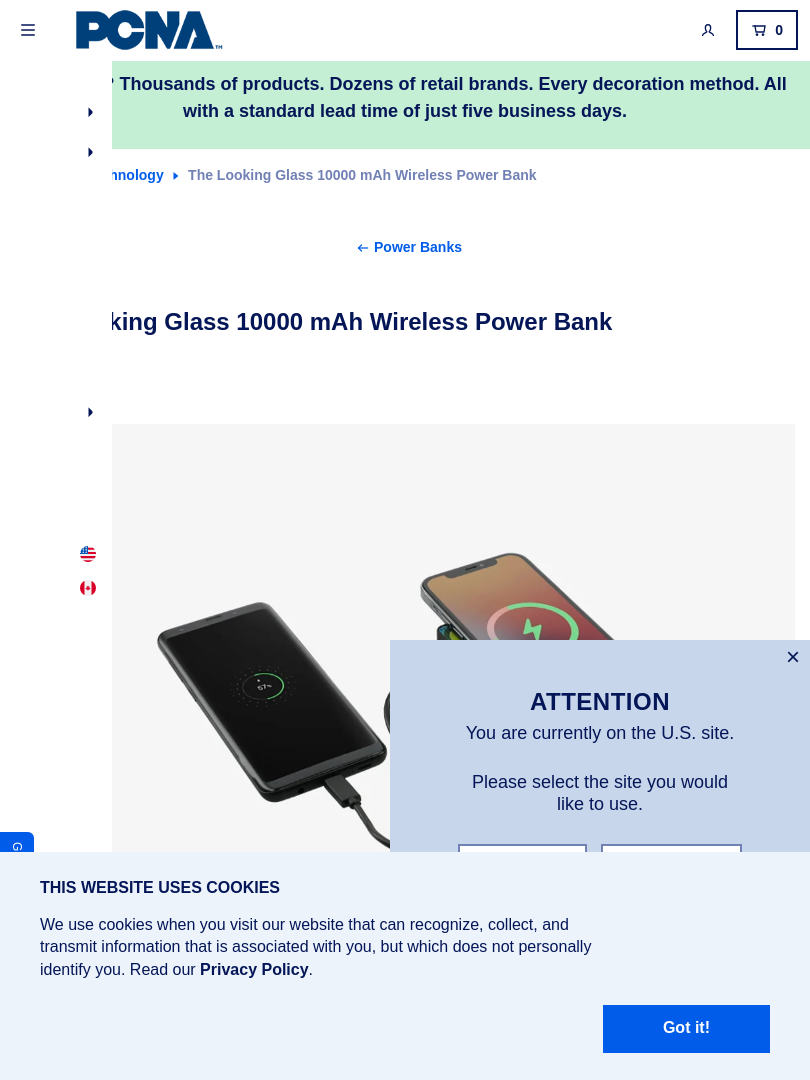 PCNA™
0
? Thousands of products. Dozens of retail brands. Every decoration method. All
with a standard lead time of just five business days.
nnology
The Looking Glass 10000 mAh Wireless Power Bank
Power Banks
king Glass 10000 mAh Wireless Power Bank
57%
ATTENTION
You are currently on the U.S. site.
Please select the site you would
like to use.
G
THIS WEBSITE USES COOKIES
We use cookies when you visit our website that can recognize, collect, and
transmit information that is associated with you, but which does not personally
identify you. Read our Privacy Policy.
Got it!